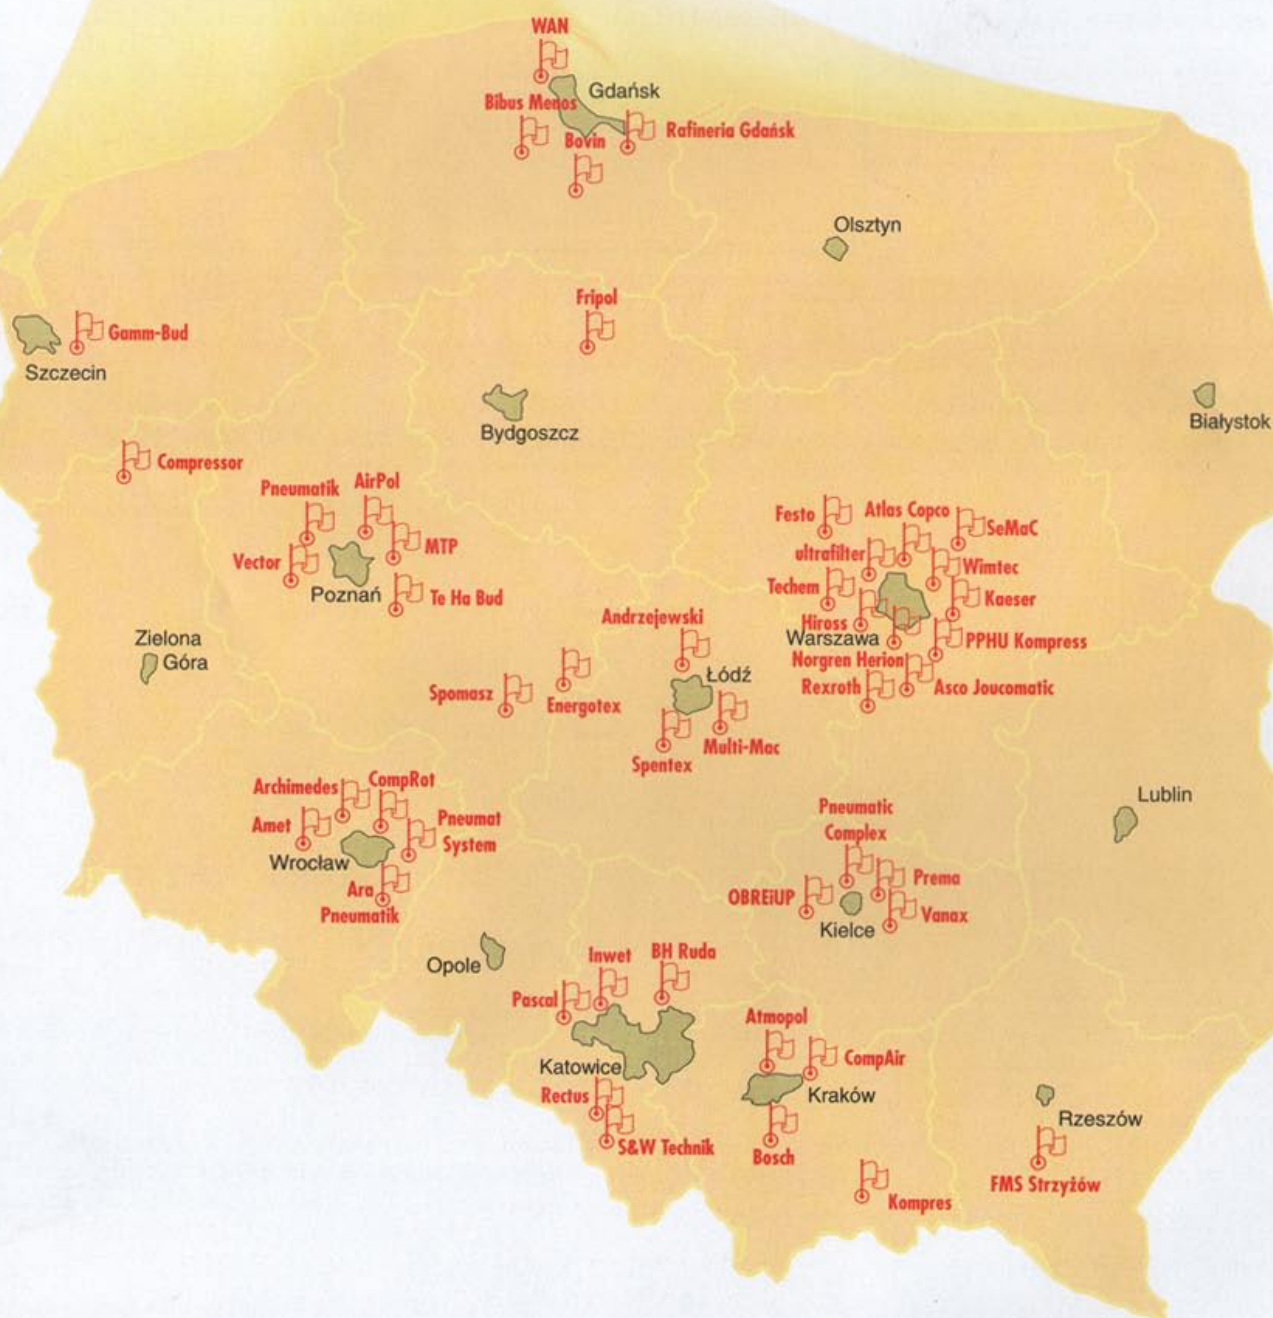 WAN
Gdańsk
Bibus Menos
Rafineria Gdańsk
Bovin
Olsztyn
Fripol
Gamm-Bud
Szczecin
Bydgoszcz
Białystok
Compressor
AirPol
Pneumatik
MTP
Vector
Poznań
Te Ha Bud
Festo
Atlas Copco
SeMaC
ultrafilter
Wimtec
Techem
Kaeser
Hiross
Warszawa
PPHU Kompress
Norgren Herion
Rexroth
Asco Joucomatic
Zielona
Góra
Andrzejewski
Łódź
Spomasz
Energotex
Multi-Mac
Spentex
Archimedes
CompRot
Amet
Pneumat
System
Wrocław
Ara
Pneumatik
Lublin
Pneumatic
Complex
Prema
OBREiUP
Vanax
Kielce
Opole
Inwet
BH Ruda
Pascal
Katowice
Rectus
S&W Technik
Atmopol
CompAir
Kraków
Bosch
Kompres
Rzeszów
FMS Strzyżów